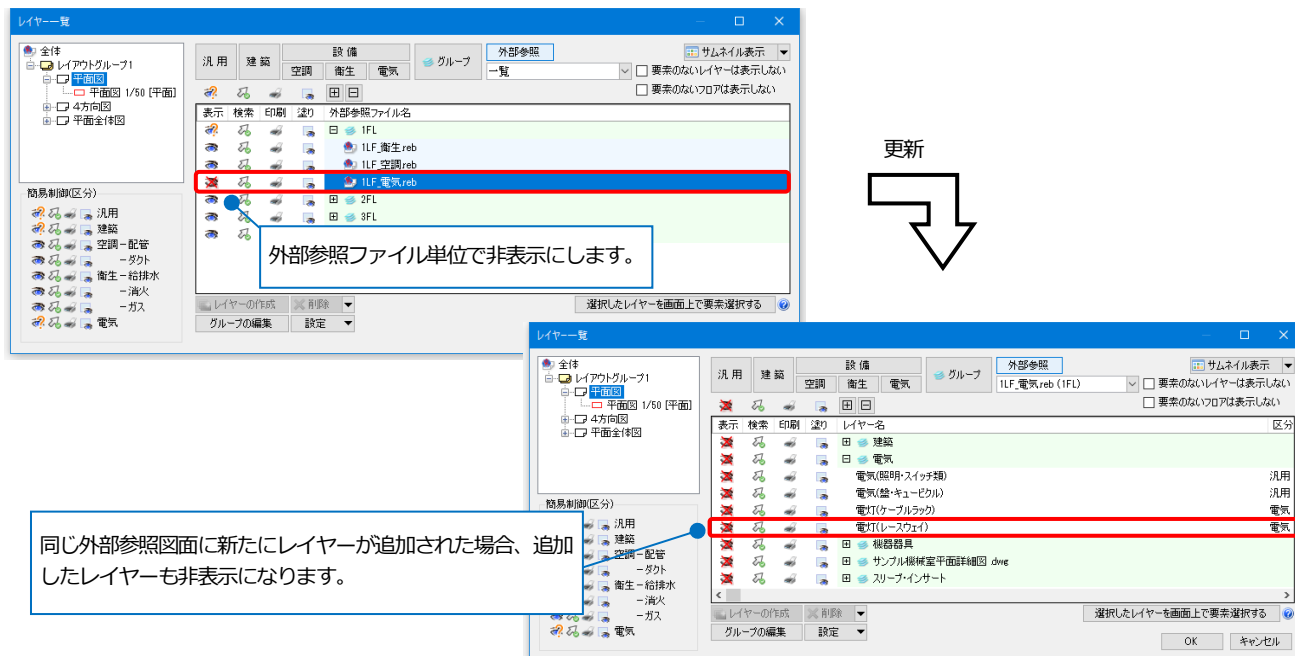 レイヤー一覧
全体
レイアウトグループ1
平面図
平面図 1/50 [平面]
4方向図
平面全体図
簡易制御(区分)
汎用
建築
空調－配管
－ダクト
衛生－給排水
－消火
－ガス
電気
汎用 建築 設備 グループ 外部参照 サムネイル表示
空調 衛生 電気 一覧 要素のないレイヤーは表示しない
要素のないフロアは表示しない
表示 検索 印刷 塗り 外部参照ファイル名
1FL
1LF_衛生.reb
1LF_空調.reb
1LF_電気.reb
2FL
3FL
外部参照ファイル単位で非表示にします。
レイヤーの作成 削除 選択したレイヤーを画面上で要素選択する
グループの編集 設定
更新
レイヤー一覧
全体
レイアウトグループ1
平面図
平面図 1/50 [平面]
4方向図
平面全体図
簡易制御(区分)
汎用
建築
空調－配管
－ダクト
衛生－給排水
－消火
－ガス
電気
汎用 建築 設備 グループ 外部参照 サムネイル表示
空調 衛生 電気 1LF_電気.reb (1FL) 要素のないレイヤーは表示しない
要素のないフロアは表示しない
表示 検索 印刷 塗り レイヤー名 区分
建築
電気
電気(照明・スイッチ類) 汎用
電気(盤・キュービクル) 汎用
電灯(ケーブルラック) 電気
電灯(レースウェイ) 電気
機器器具
サンプル機械室平面詳細図.dwg
スリーブ・インサート
レイヤーの作成 削除 選択したレイヤーを画面上で要素選択する
グループの編集 設定
OK キャンセル
同じ外部参照図面に新たにレイヤーが追加された場合、追加
したレイヤーも非表示になります。